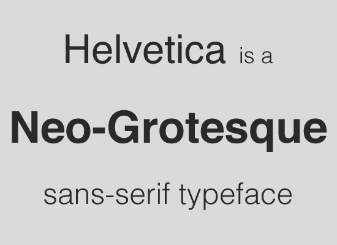 Helvetica is a
Neo-Grotesque
sans-serif typeface